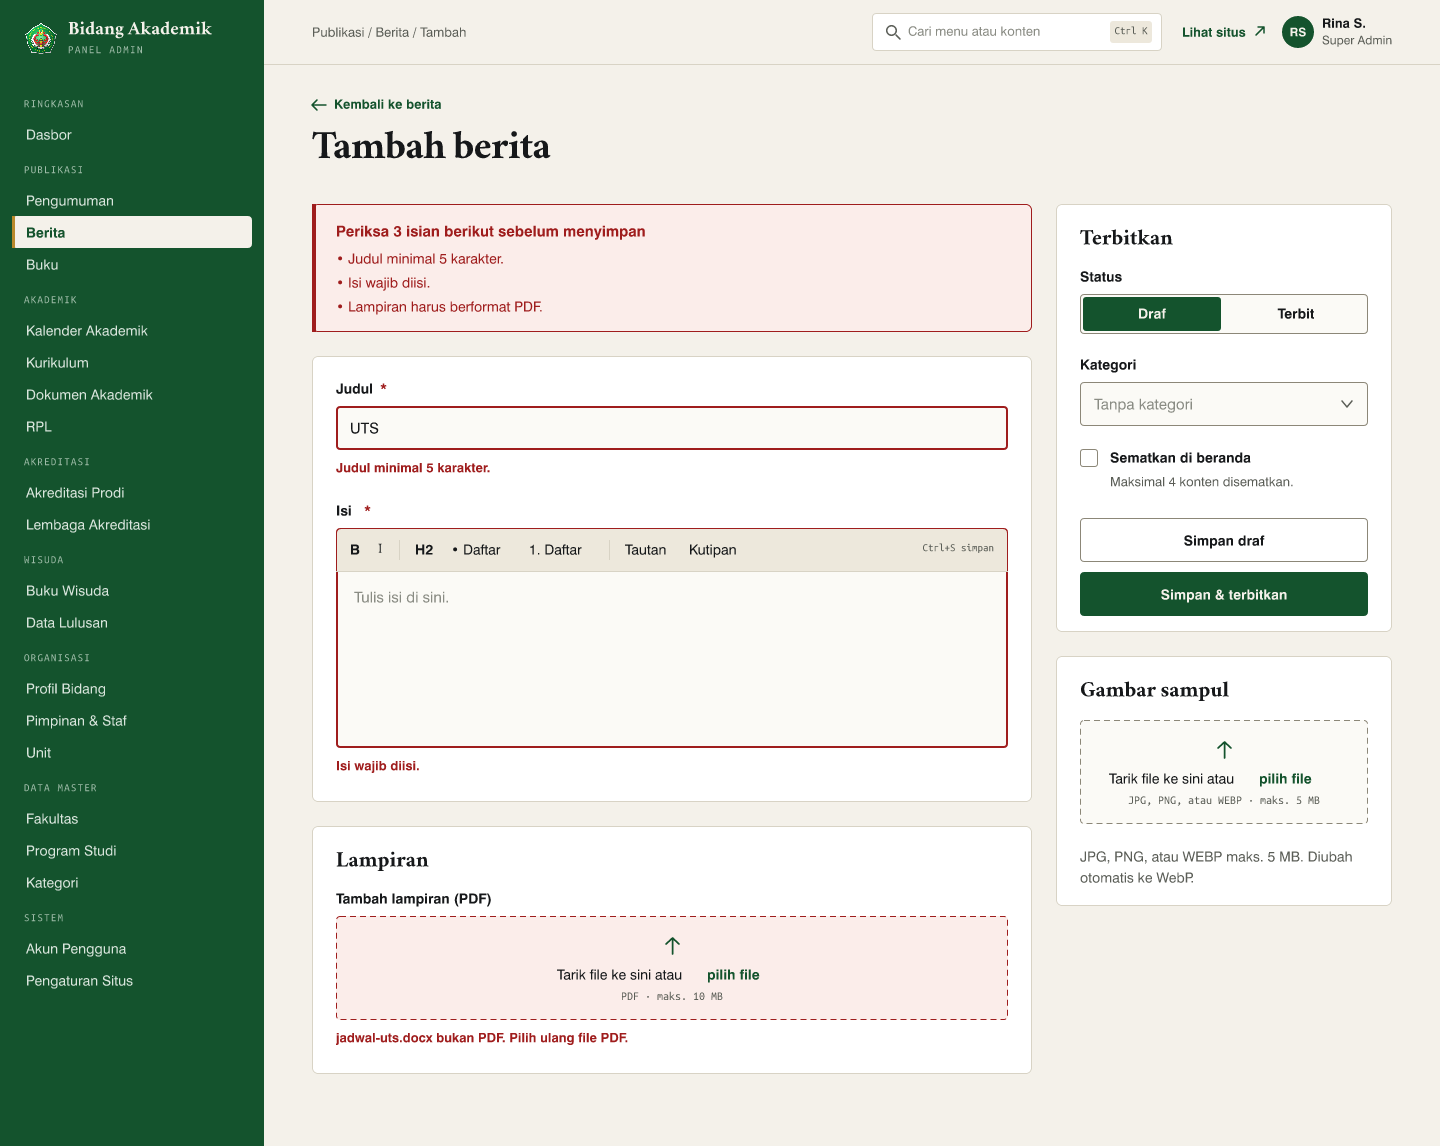 Bidang Akademik
PANEL ADMIN
RINGKASAN
Dasbor
PUBLIKASI
Pengumuman
Berita
Buku
AKADEMIK
Kalender Akademik
Kurikulum
Dokumen Akademik
RPL
AKREDITASI
Akreditasi Prodi
Lembaga Akreditasi
WISUDA
Buku Wisuda
Data Lulusan
ORGANISASI
Profil Bidang
Pimpinan & Staf
Unit
DATA MASTER
Fakultas
Program Studi
Kategori
SISTEM
Akun Pengguna
Pengaturan Situs
Publikasi / Berita / Tambah
Cari menu atau konten
Ctrl K
Lihat situs
RS
Rina S.
Super Admin
Kembali ke berita
Tambah berita
Periksa 3 isian berikut sebelum menyimpan
• Judul minimal 5 karakter.
• Isi wajib diisi.
• Lampiran harus berformat PDF.
Judul *
UTS
Judul minimal 5 karakter.
Isi *
B I H2 • Daftar 1. Daftar Tautan Kutipan Ctrl+S simpan
Tulis isi di sini.
Isi wajib diisi.
Lampiran
Tambah lampiran (PDF)
Tarik file ke sini atau pilih file
PDF · maks. 10 MB
jadwal-uts.docx bukan PDF. Pilih ulang file PDF.
Terbitkan
Status
Draf Terbit
Kategori
Tanpa kategori
Sematkan di beranda
Maksimal 4 konten disematkan.
Simpan draf
Simpan & terbitkan
Gambar sampul
Tarik file ke sini atau pilih file
JPG, PNG, atau WEBP · maks. 5 MB
JPG, PNG, atau WEBP maks. 5 MB. Diubah
otomatis ke WebP.